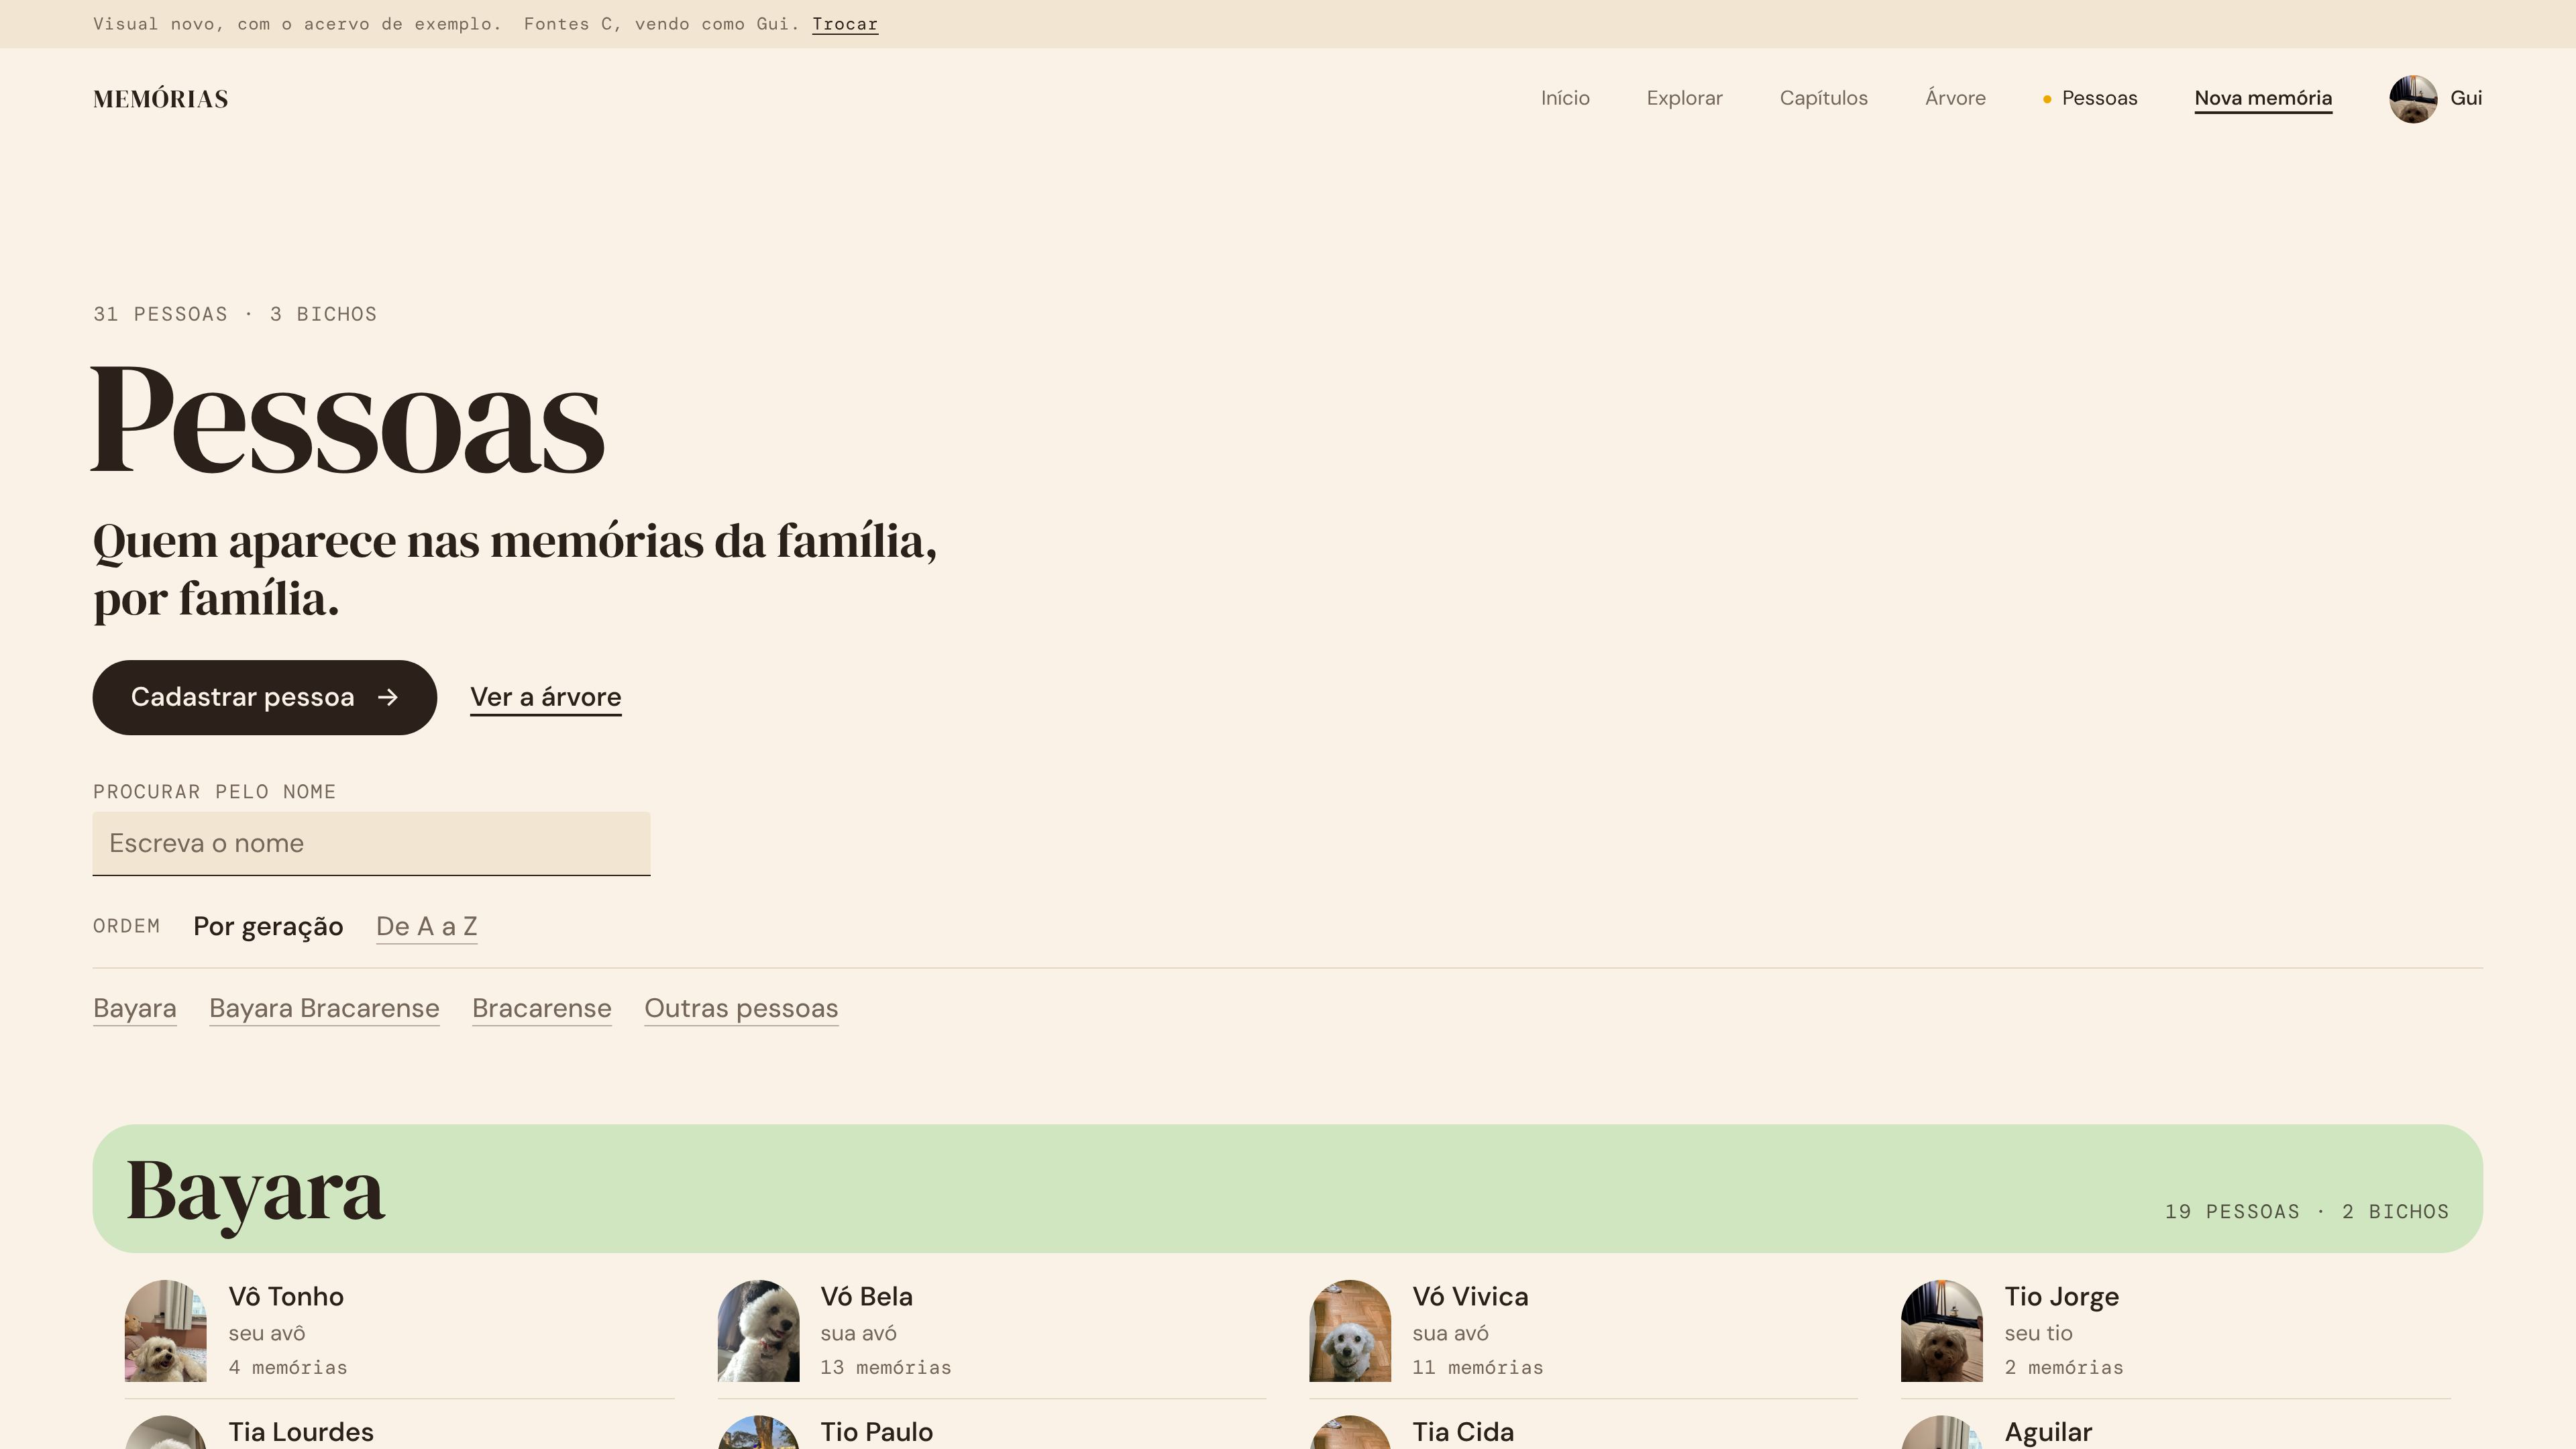 Visual novo, com o acervo de exemplo. Fontes C, vendo como Gui. Trocar
MEMÓRIAS
Início Explorar Capítulos Árvore Pessoas Nova memória Gui
31 PESSOAS · 3 BICHOS
Pessoas
Quem aparece nas memórias da família,
por família.
Cadastrar pessoa → Ver a árvore
PROCURAR PELO NOME
Escreva o nome
ORDEM Por geração De A a Z
Bayara Bayara Bracarense Bracarense Outras pessoas
Bayara
19 PESSOAS · 2 BICHOS
Vô Tonho
seu avô
4 memórias
Vó Bela
sua avó
13 memórias
Vó Vivica
sua avó
11 memórias
Tio Jorge
seu tio
2 memórias
Tia Lourdes
Tio Paulo
Tia Cida
Aguilar